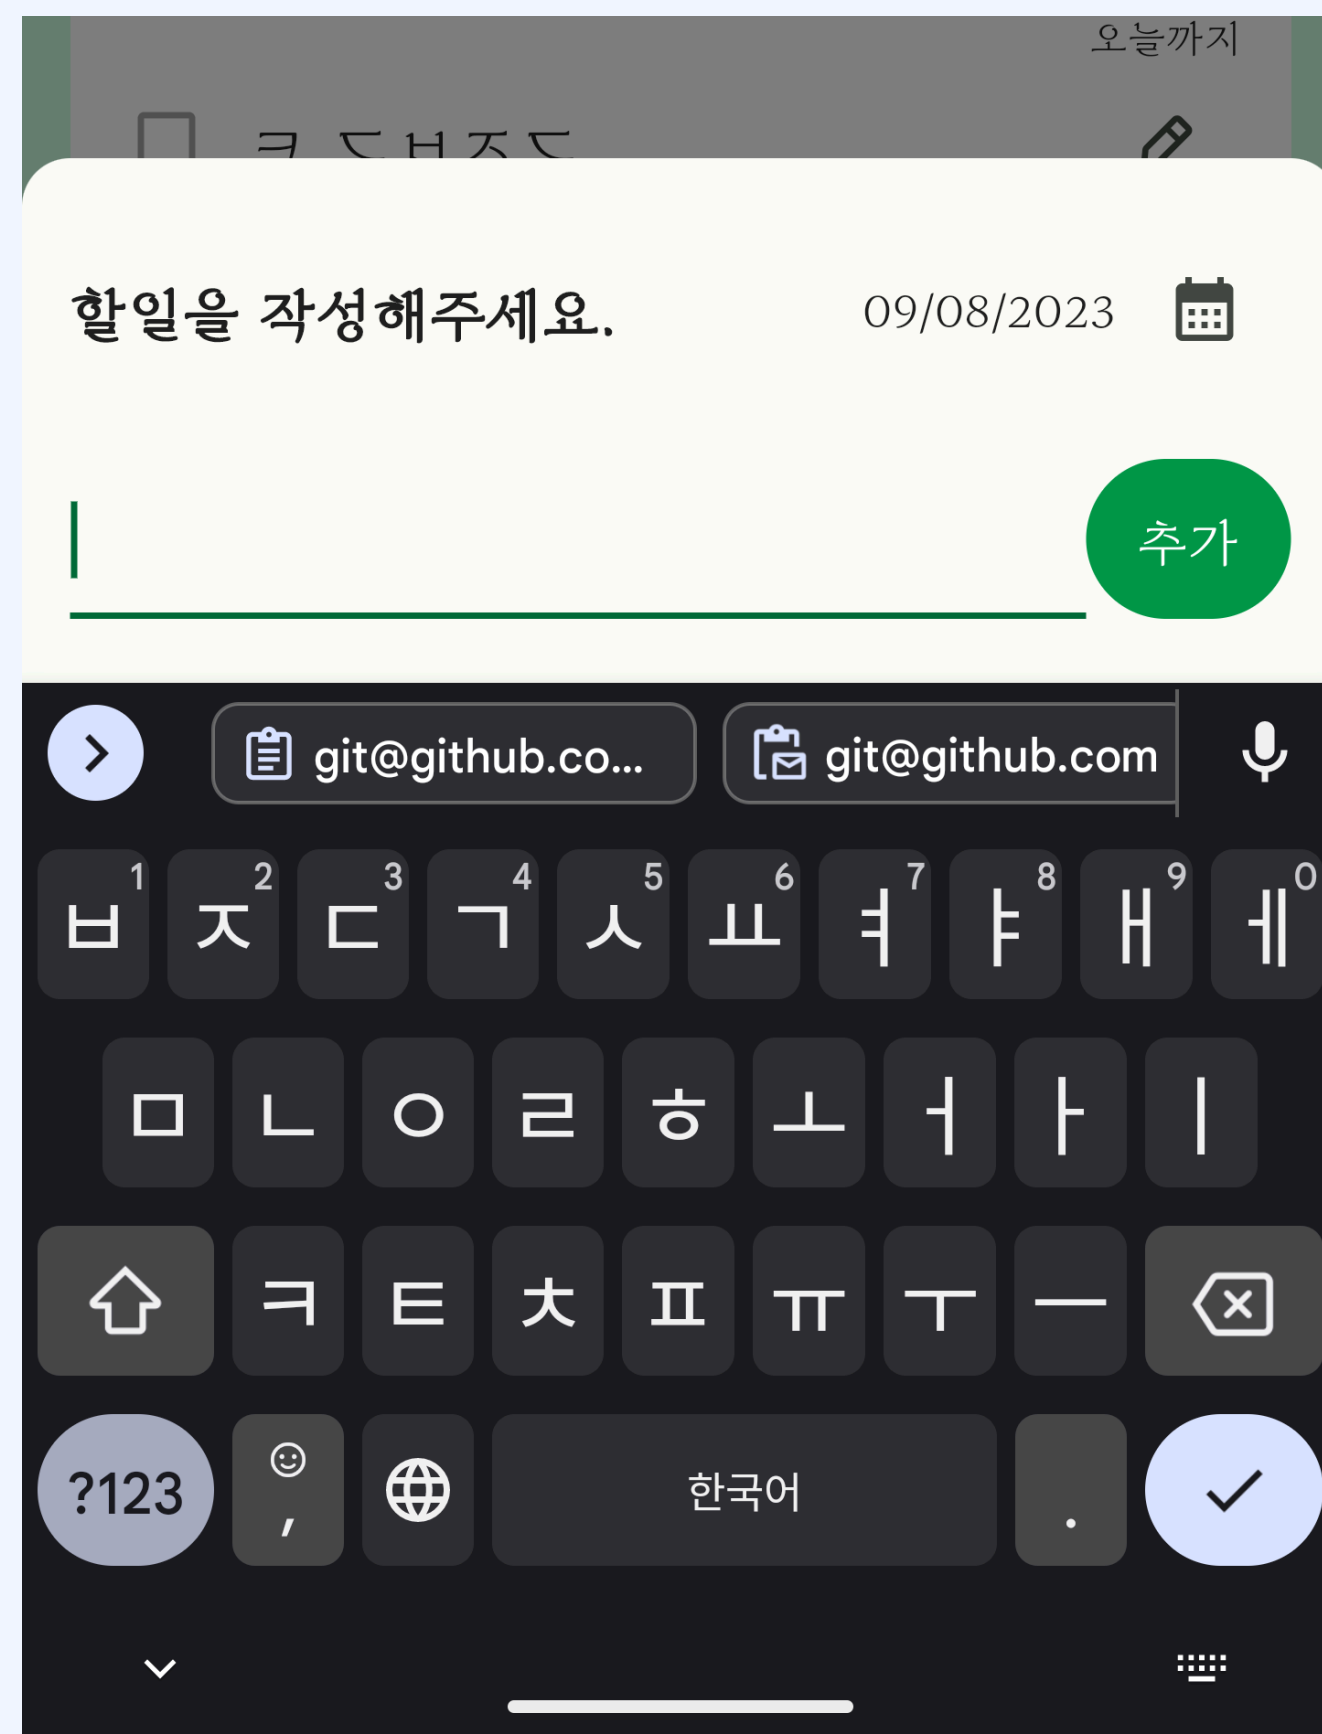 오늘까지
할일을 작성해주세요. 09/08/2023
추가
git@github.co... git@github.com
1 2 3 4 5 6 7 8 9 0
ㅂ ㅈ ㄷ ㄱ ㅅ ㅛ ㅕ ㅑ ㅐ ㅔ
ㅁ ㄴ ㅇ ㄹ ㅎ ㅗ ㅓ ㅏ ㅣ
ㅋ ㅌ ㅊ ㅍ ㅠ ㅜ ㅡ
?123 , 한국어 .